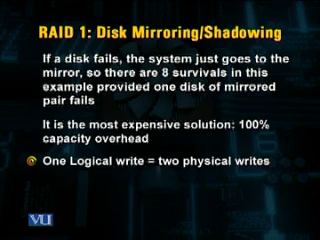 RAID 1: Disk Mirroring/Shadowing
If a disk fails, the system just goes to the
mirror, so there are 8 survivals in this
example provided one disk of mirrored
pair fails
It is the most expensive solution: 100%
capacity overhead
One Logical write = two physical writes
VU